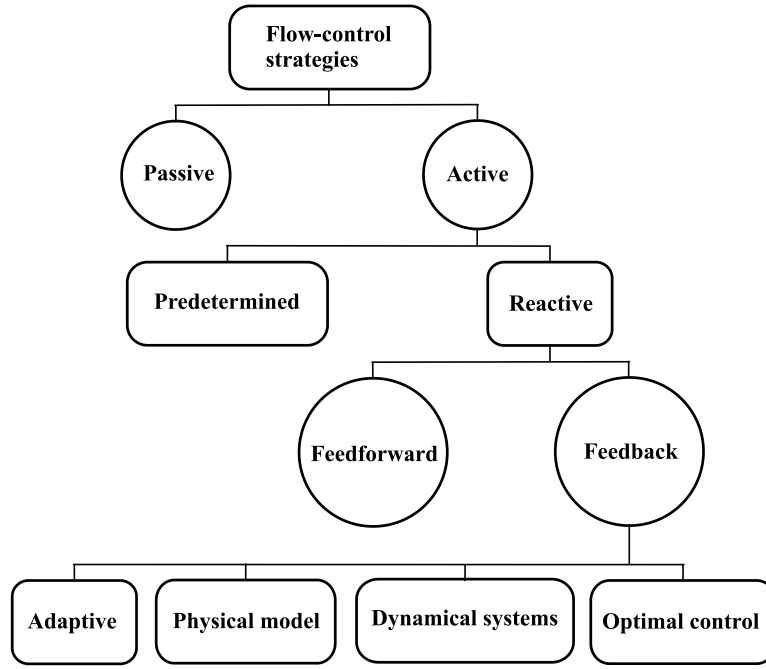 Flow-control
strategies
Passive
Active
Predetermined
Reactive
Feedforward
Feedback
Adaptive
Physical model
Dynamical systems
Optimal control